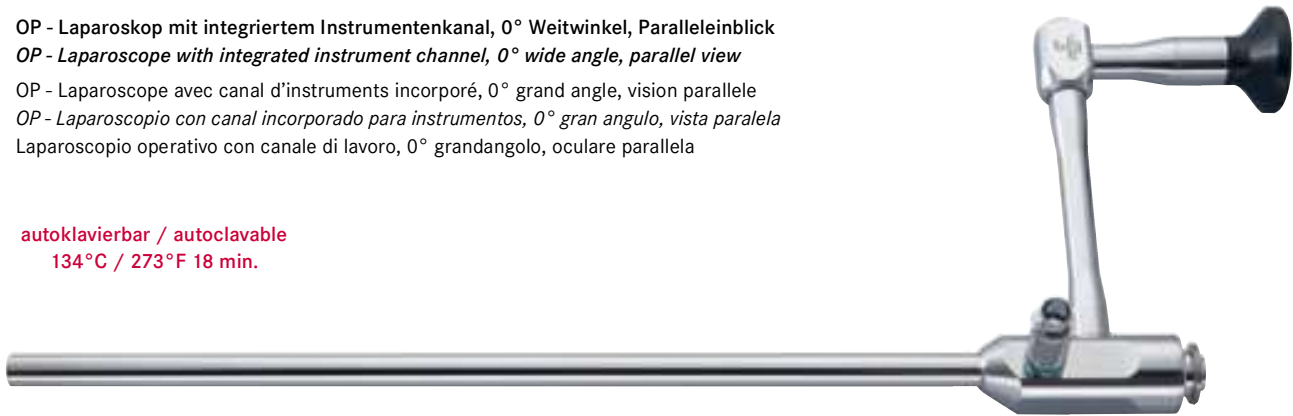 OP - Laparoskop mit integriertem Instrumentenkanal, 0° Weitwinkel, Paralleleinblick
OP - Laparoscope with integrated instrument channel, 0° wide angle, parallel view
OP - Laparoscope avec canal d’instruments incorporé, 0° grand angle, vision parallele
OP - Laparoscopio con canal incorporado para instrumentos, 0° gran angulo, vista paralela
Laparoscopio operativo con canale di lavoro, 0° grandangolo, oculare parallela
autoklavierbar / autoclavable
134°C / 273°F 18 min.